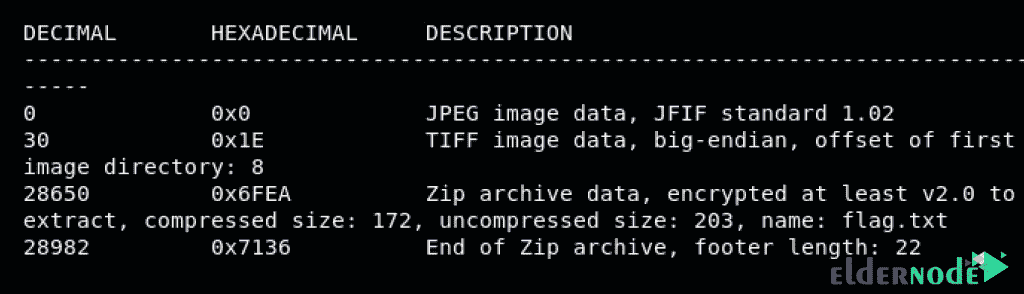 DECIMAL HEXADECIMAL DESCRIPTION
--------------------------------------------------------------------------------
-----
0 0x0 JPEG image data, JFIF standard 1.02
30 0x1E TIFF image data, big-endian, offset of first
image directory: 8
28650 0x6FEA Zip archive data, encrypted at least v2.0 to
extract, compressed size: 172, uncompressed size: 203, name: flag.txt
28982 0x7136 End of Zip archive, footer length: 22
ELDERNODE